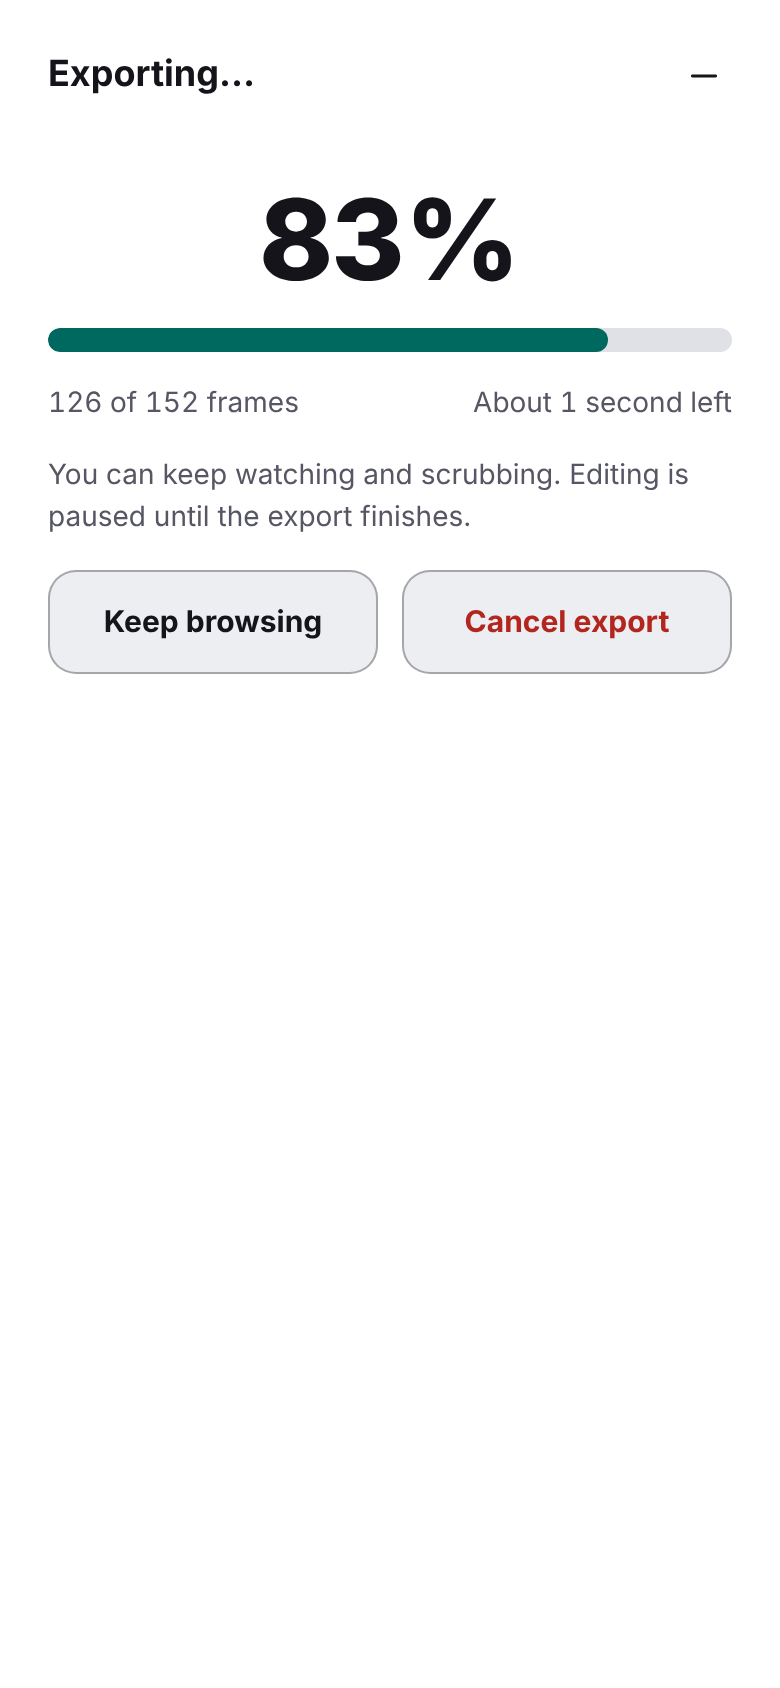 Exporting...
83%
126 of 152 frames
About 1 second left
You can keep watching and scrubbing. Editing is
paused until the export finishes.
Keep browsing
Cancel export